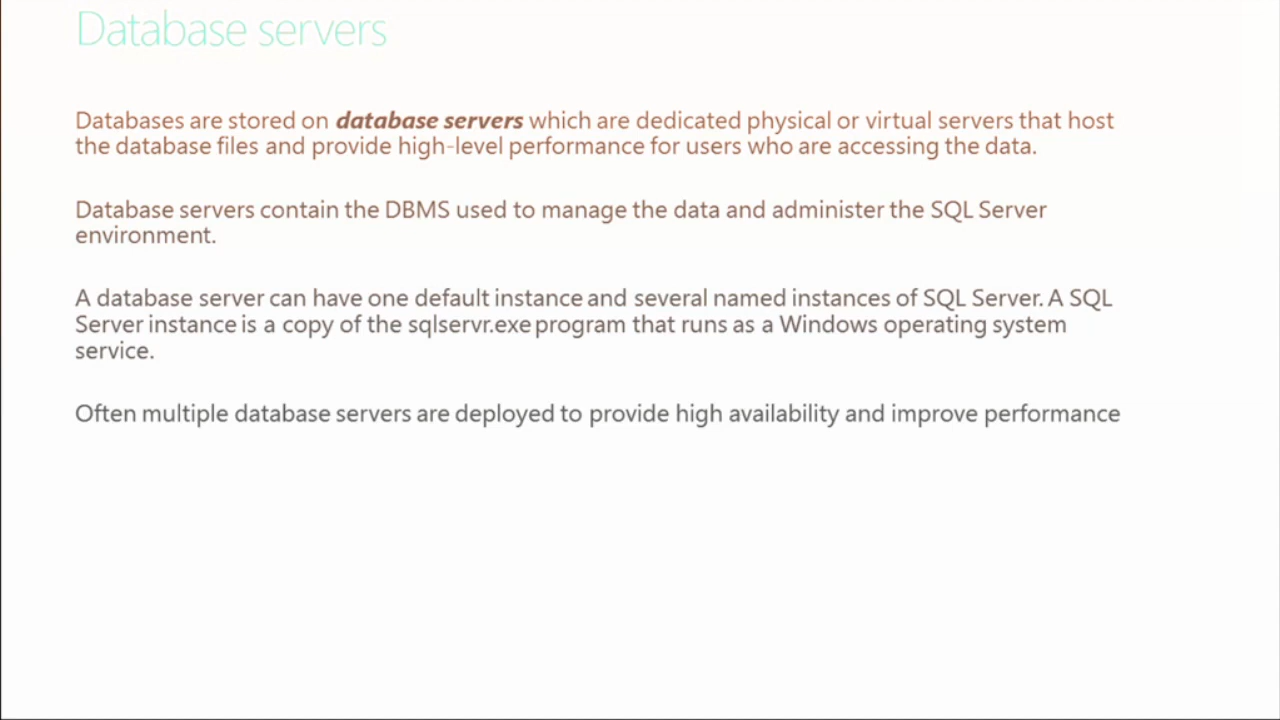 Database servers
Databases are stored on database servers which are dedicated physical or virtual servers that host
the database files and provide high-level performance for users who are accessing the data.
Database servers contain the DBMS used to manage the data and administer the SQL Server
environment.
A database server can have one default instance and several named instances of SQL Server. A SQL
Server instance is a copy of the sqlservr.exe program that runs as a Windows operating system
service.
Often multiple database servers are deployed to provide high availability and improve performance